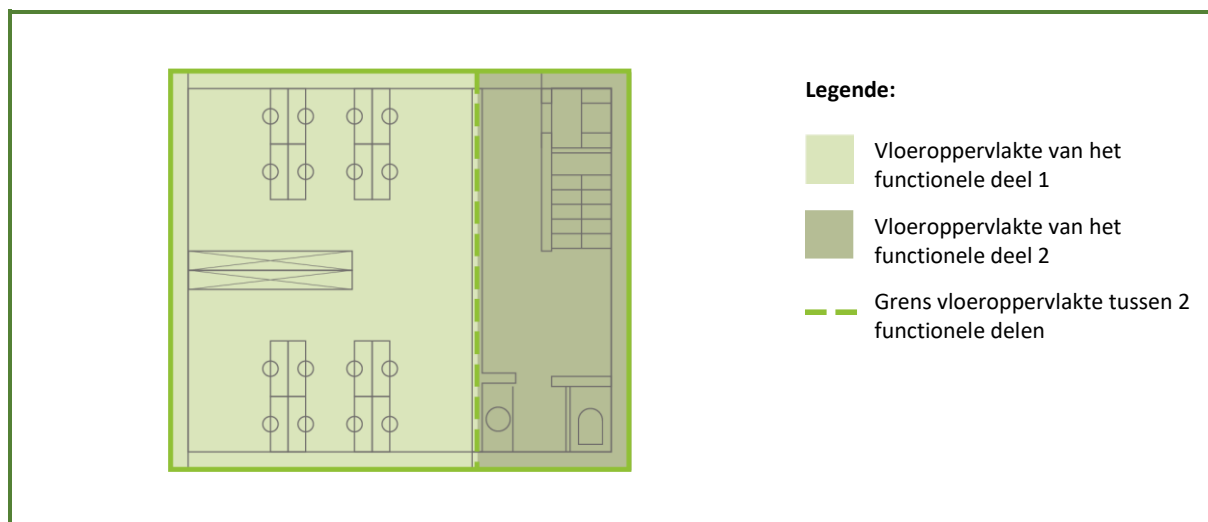 Legende:
Vloeroppervlakte van het
functionele deel 1
Vloeroppervlakte van het
functionele deel 2
Grens vloeroppervlakte tussen 2
functionele delen